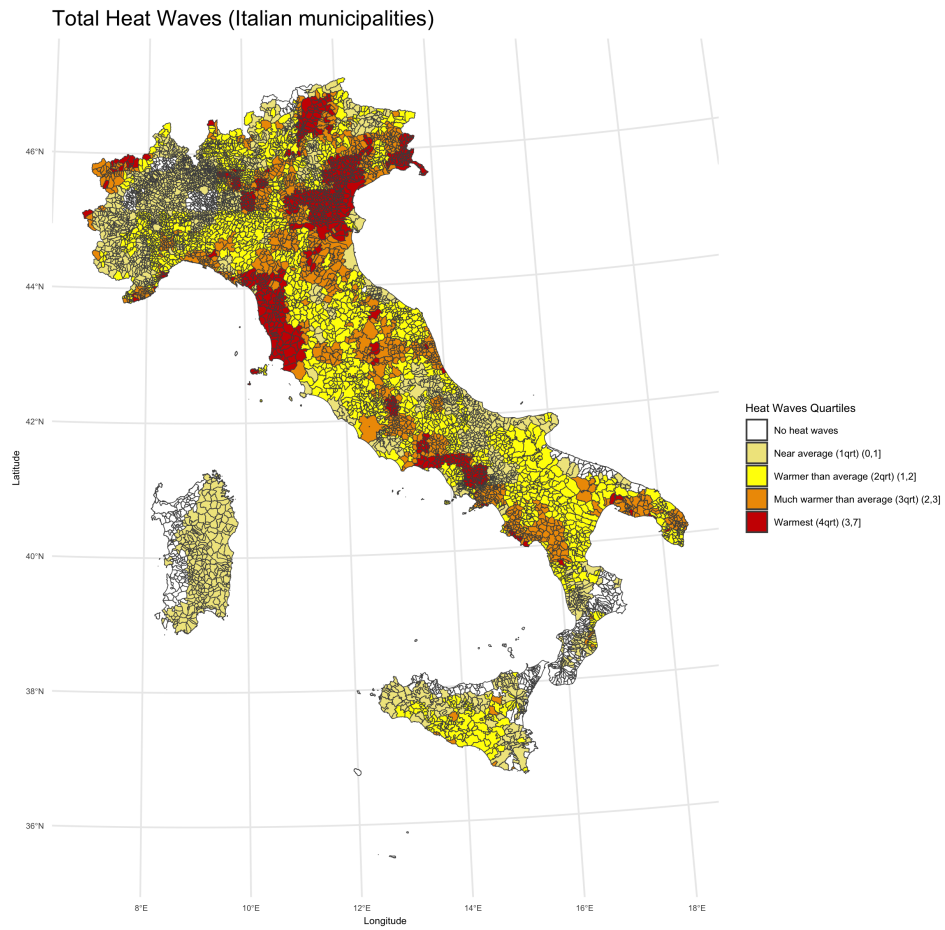 Total Heat Waves (Italian municipalities)
46°N
44°N
42°N
40°N
38°N
36°N
Latitude
8°E
10°E
12°E
14°E
16°E
18°E
Longitude
Heat Waves Quartiles
No heat waves
Near average (1qrt) (0,1]
Warmer than average (2qrt) (1,2]
Much warmer than average (3qrt) (2,3]
Warmest (4qrt) (3,7]